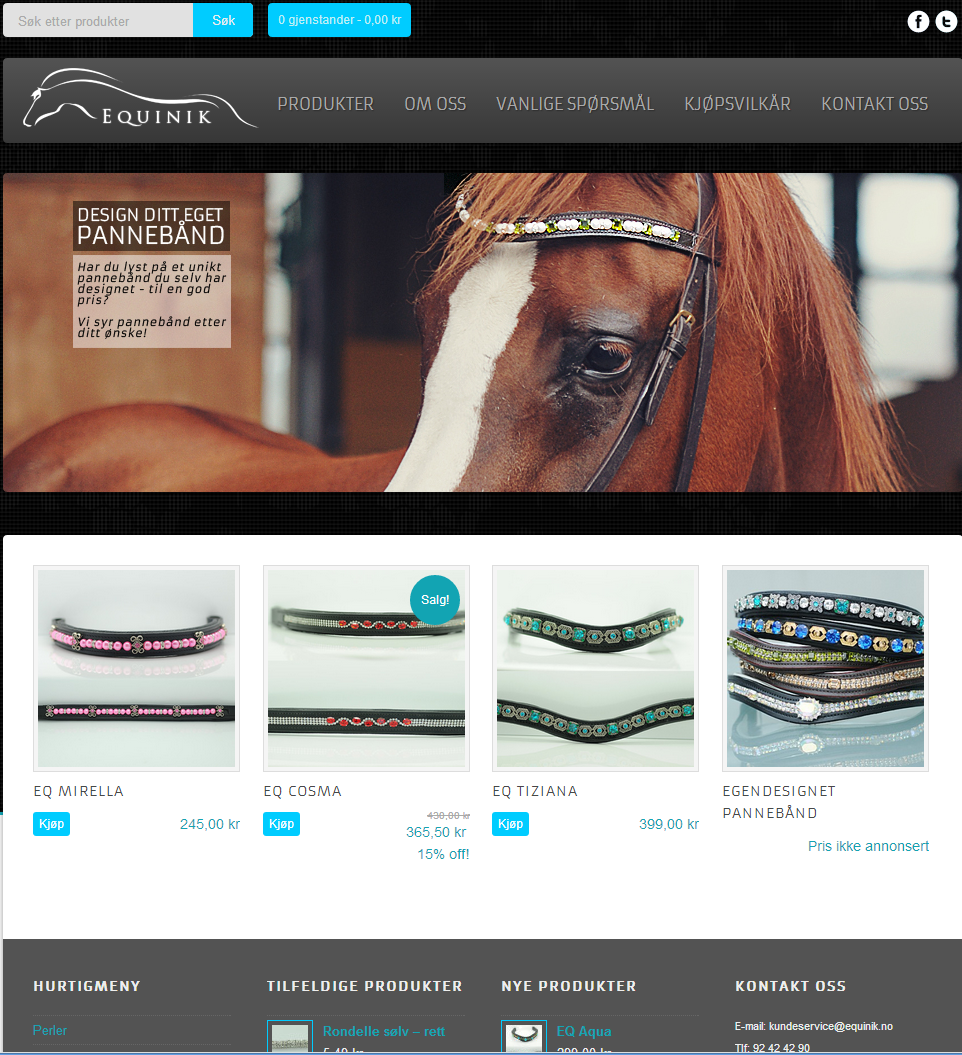 Søk etter produkter
Søk
0 gjenstander - 0,00 kr
EQUINIK
PRODUKTER
OM OSS
VANLIGE SPØRSMÅL
KJØPSVILKÅR
KONTAKT OSS
DESIGN DITT EGET
PANNEBÅND
Har du lyst på et unikt
pannebånd du selv har
designet - til en god
pris?
Vi syr pannebånd etter
ditt ønske!
Salg!
EQ MIRELLA
Kjøp
245,00 kr
EQ COSMA
Kjøp
430,00 kr
365,50 kr
15% off!
EQ TIZIANA
Kjøp
399,00 kr
EGENDESIGNET
PANNEBÅND
Pris ikke annonsert
HURTIGMENY
Perler
TILFELDIGE PRODUKTER
Rondelle sølv – rett
NYE PRODUKTER
EQ Aqua
KONTAKT OSS
E-mail: kundeservice@equinik.no
Tlf: 92 42 42 90